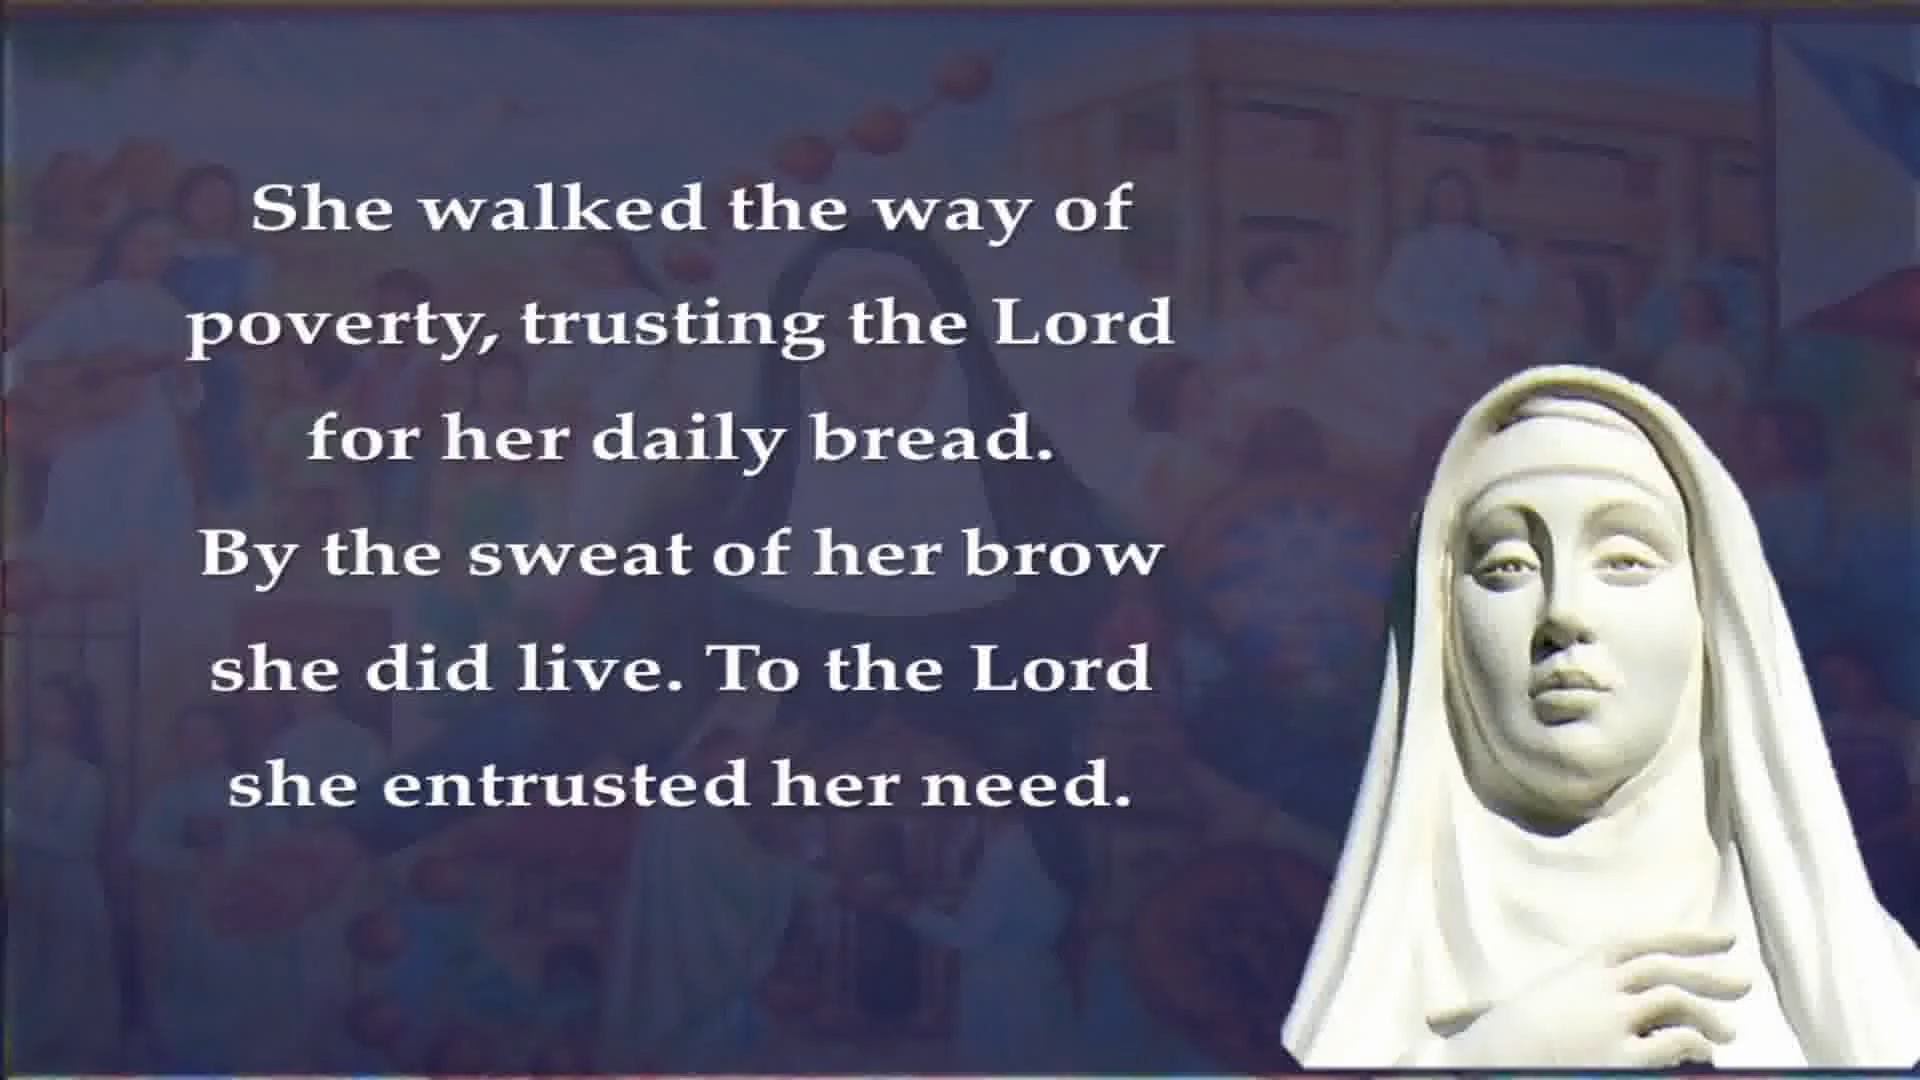 She walked the way of
poverty, trusting the Lord
for her daily bread.
By the sweat of her brow
she did live. To the Lord
she entrusted her need.